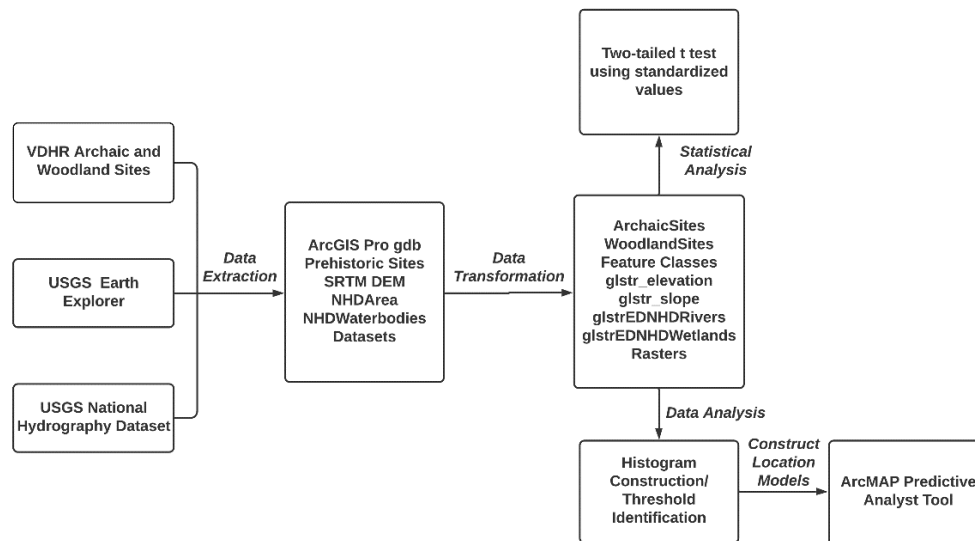 Two-tailed t test
using standardized
values
VDHR Archaic and
Woodland Sites
Statistical
Analysis
USGS Earth
Explorer
Data
Extraction
ArcGIS Pro gdb
Prehistoric Sites
SRTM DEM
NHDArea
NHDWaterbodies
Datasets
Data
Transformation
ArchaicSites
WoodlandSites
Feature Classes
glstr_elevation
glstr_slope
glstrEDNHDRivers
glstrEDNHDWetlands
Rasters
USGS National
Hydrography Dataset
Data Analysis
Histogram
Construction/
Threshold
Identification
Construct
Location
Models
ArcMAP Predictive
Analyst Tool